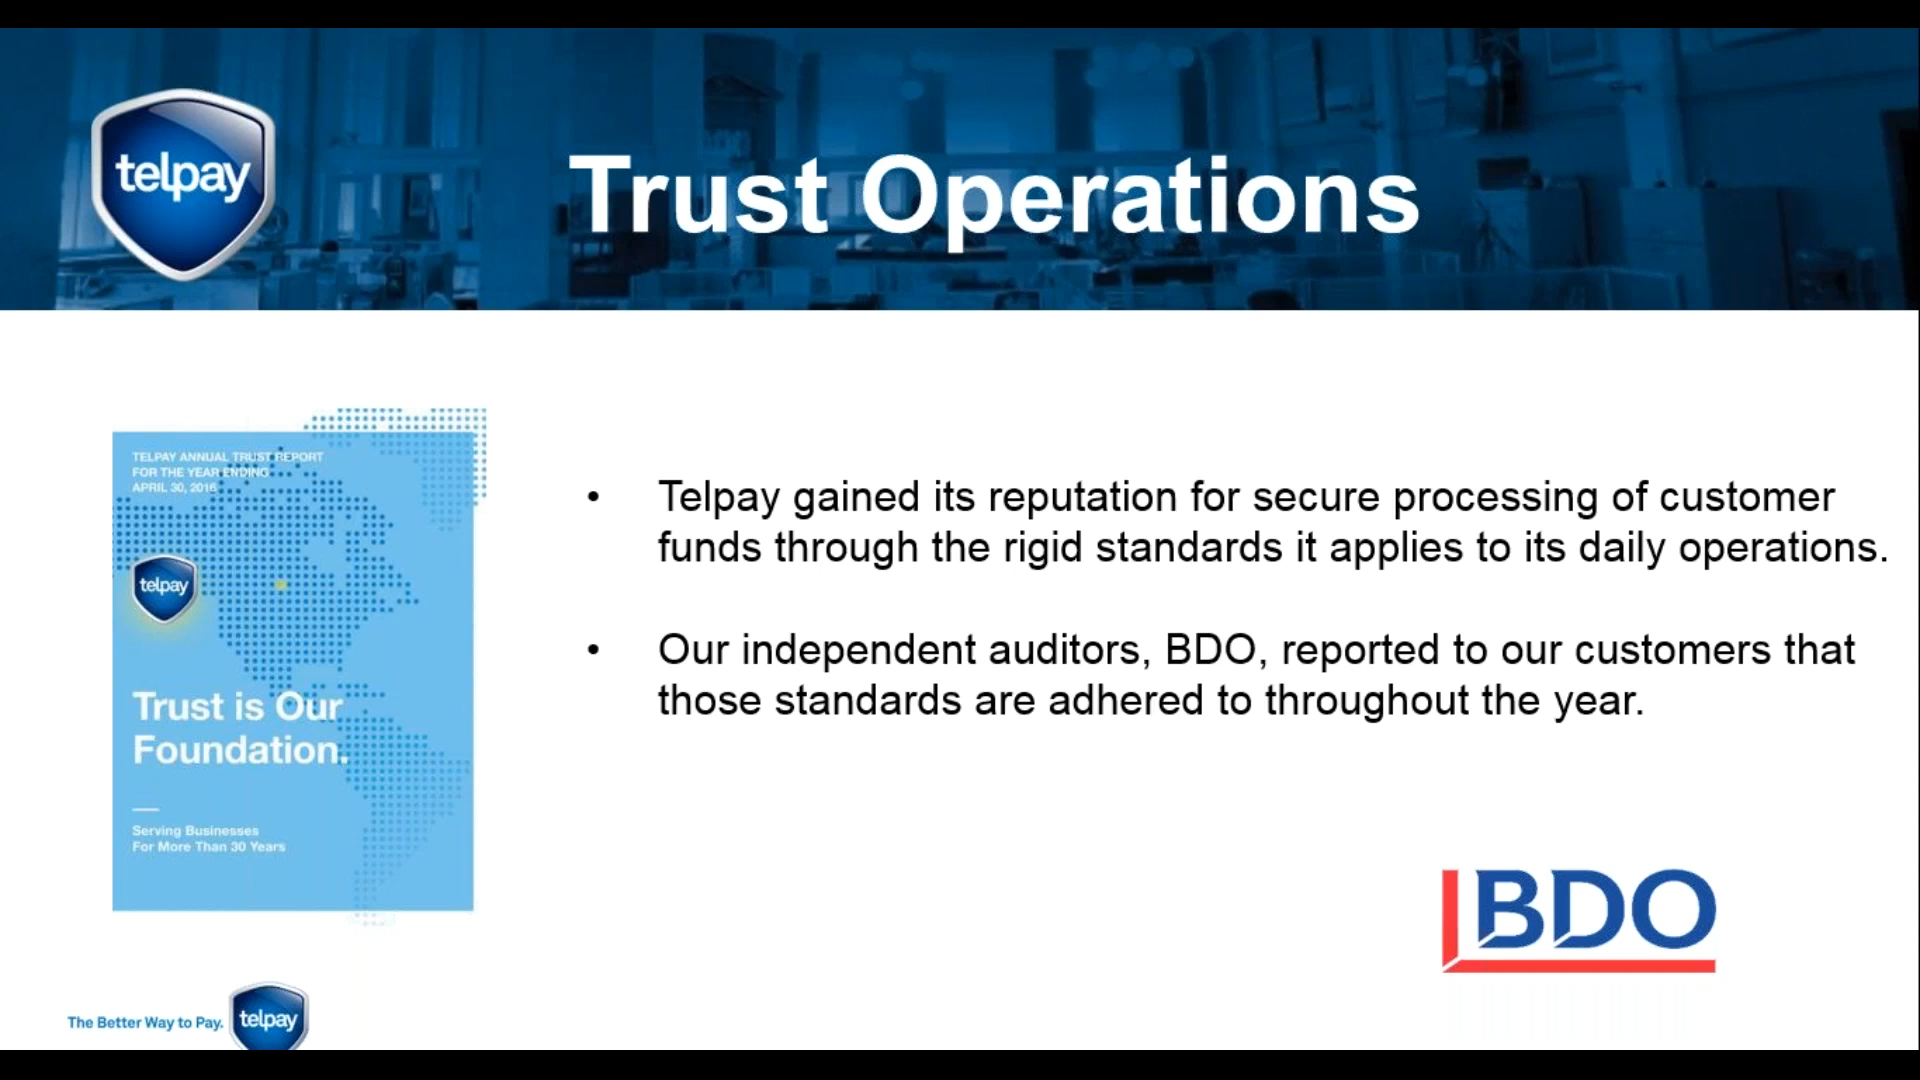 telpay
Trust Operations
TELPAY ANNUAL TRUST REPORT
FOR THE YEAR ENDING
APRIL 30, 2016
telpay
Trust is Our
Foundation.
Serving Businesses
For More Than 30 Years
• Telpay gained its reputation for secure processing of customer
funds through the rigid standards it applies to its daily operations.
• Our independent auditors, BDO, reported to our customers that
those standards are adhered to throughout the year.
BDO
The Better Way to Pay.
telpay